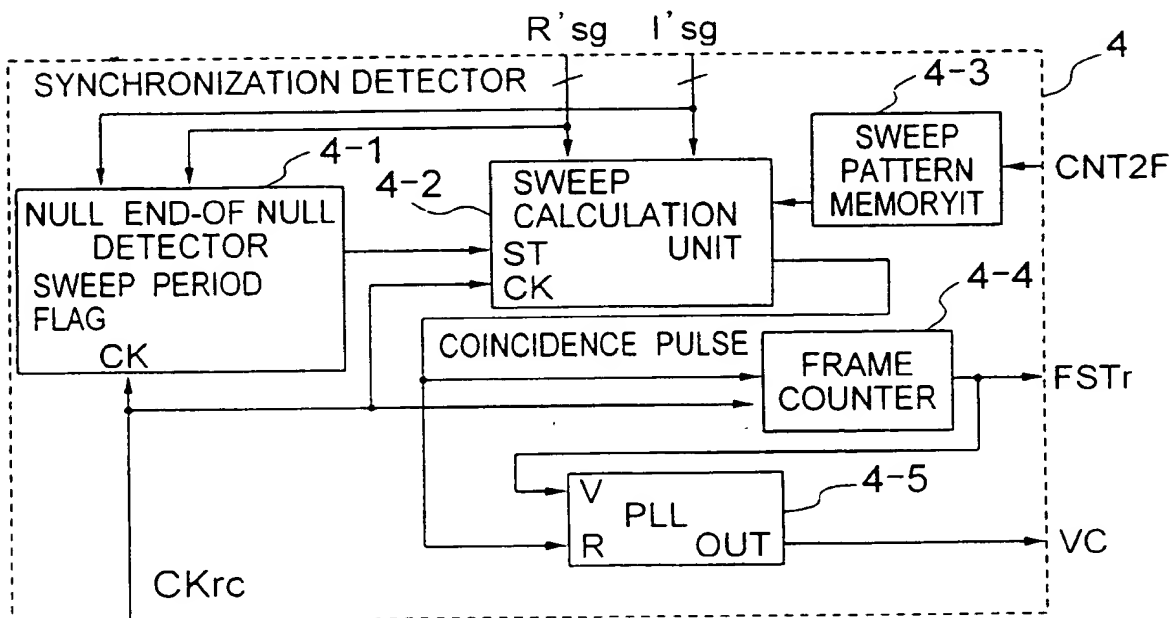 R'sg I'sg
4
SYNCHRONIZATION DETECTOR
4-3
SWEEP
PATTERN
MEMORYIT
CNT2F
4-1
4-2
NULL END-OF NULL
DETECTOR
SWEEP PERIOD
FLAG
CK
SWEEP
CALCULATION
UNIT
ST
CK
4-4
COINCIDENCE PULSE
FRAME
COUNTER
FSTr
4-5
V
PLL
R OUT
VC
CKrc